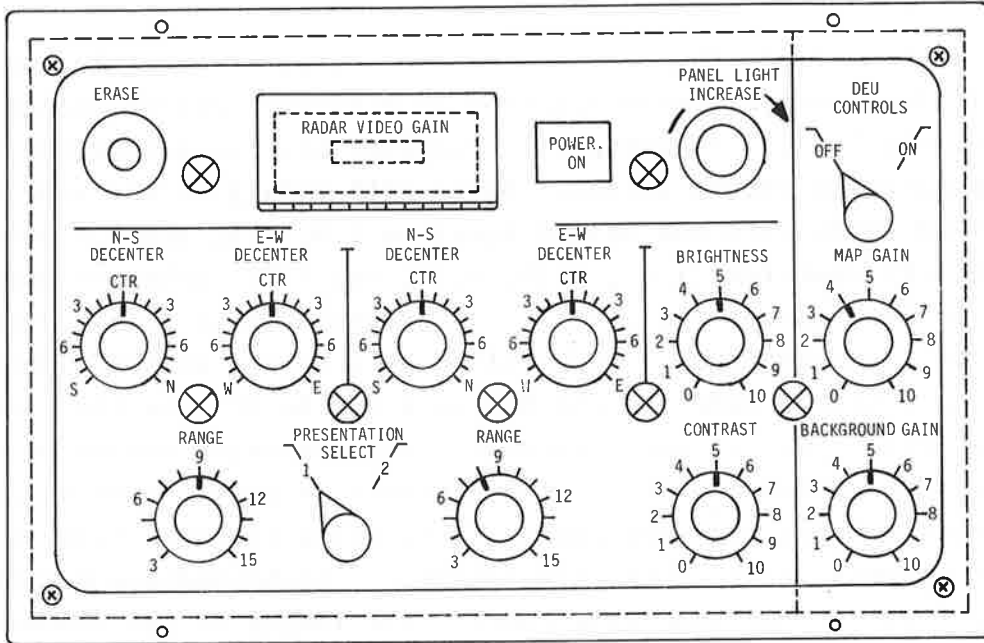 ERASE
RADAR VIDEO GAIN
POWER.
ON
PANEL LIGHT
INCREASE
DEU
CONTROLS
OFF
ON
N-S
DECENTER
CTR
3
3
6
6
S
N
E-W
DECENTER
CTR
3
3
6
6
W
E
N-S
DECENTER
CTR
3
3
6
6
S
N
E-W
DECENTER
CTR
3
3
6
6
W
E
BRIGHTNESS
0
1
2
3
4
5
6
7
8
9
10
MAP GAIN
0
1
2
3
4
5
6
7
8
9
10
RANGE
3
6
9
12
15
PRESENTATION
SELECT
1
2
RANGE
3
6
9
12
15
CONTRAST
0
1
2
3
4
5
6
7
8
9
10
BACKGROUND GAIN
0
1
2
3
4
5
6
7
8
9
10